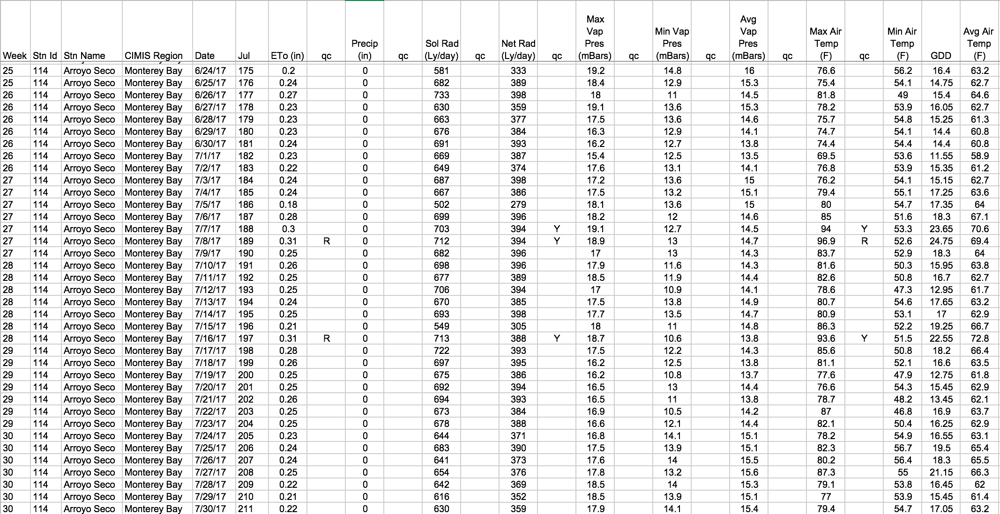 Week Stn Id Stn Name CIMIS Region Date Jul ETo (in) qc Precip (in) qc Sol Rad (Ly/day) qc Net Rad (Ly/day) qc Max Vap Pres (mBars) qc Min Vap Pres (mBars) qc Avg Vap Pres (mBars) qc Max Air Temp (F) qc Min Air Temp (F) GDD Avg Air Temp (F)
25 114 Arroyo Seco Monterey Bay 6/24/17 175 0.2 0 581 333 19.2 14.8 16 76.6 56.2 16.4 63.2
25 114 Arroyo Seco Monterey Bay 6/25/17 176 0.24 0 682 389 18.4 12.9 15.3 75.4 54.1 14.75 62.7
26 114 Arroyo Seco Monterey Bay 6/26/17 177 0.27 0 733 398 18 11 14.5 81.8 49 15.4 64.6
26 114 Arroyo Seco Monterey Bay 6/27/17 178 0.23 0 630 359 19.1 13.6 15.3 78.2 53.9 16.05 62.7
26 114 Arroyo Seco Monterey Bay 6/28/17 179 0.23 0 663 377 17.5 13.6 14.6 75.7 54.8 15.25 61.3
26 114 Arroyo Seco Monterey Bay 6/29/17 180 0.23 0 676 384 16.3 12.9 14.1 74.7 54.1 14.4 60.8
26 114 Arroyo Seco Monterey Bay 6/30/17 181 0.24 0 691 393 16.2 12.7 13.8 74.4 54.4 14.4 60.8
26 114 Arroyo Seco Monterey Bay 7/1/17 182 0.23 0 669 387 15.4 12.5 13.5 69.5 53.6 11.55 58.9
26 114 Arroyo Seco Monterey Bay 7/2/17 183 0.22 0 649 374 17.6 13.1 14.1 76.8 53.9 15.35 61.2
27 114 Arroyo Seco Monterey Bay 7/3/17 184 0.24 0 687 398 17.2 13.6 15 76.2 54.1 15.15 62.7
27 114 Arroyo Seco Monterey Bay 7/4/17 185 0.24 0 667 386 17.5 13.2 15.1 79.4 55.1 17.25 63.6
27 114 Arroyo Seco Monterey Bay 7/5/17 186 0.18 0 502 279 18.1 13.6 15 80 54.7 17.35 64
27 114 Arroyo Seco Monterey Bay 7/6/17 187 0.28 0 699 396 18.2 12 14.6 85 51.6 18.3 67.1
27 114 Arroyo Seco Monterey Bay 7/7/17 188 0.3 0 703 394 Y 19.1 12.7 14.5 94 Y 53.3 23.65 70.6
27 114 Arroyo Seco Monterey Bay 7/8/17 189 0.31 R 0 712 394 Y 18.9 13 14.7 96.9 R 52.6 24.75 69.4
27 114 Arroyo Seco Monterey Bay 7/9/17 190 0.25 0 682 396 17 13 14.3 83.7 52.9 18.3 64
28 114 Arroyo Seco Monterey Bay 7/10/17 191 0.26 0 698 396 17.9 11.6 14.3 81.6 50.3 15.95 63.8
28 114 Arroyo Seco Monterey Bay 7/11/17 192 0.25 0 677 389 18.5 11.9 14.4 82.6 50.8 16.7 62.7
28 114 Arroyo Seco Monterey Bay 7/12/17 193 0.25 0 706 394 17 10.9 14.1 78.6 47.3 12.95 61.7
28 114 Arroyo Seco Monterey Bay 7/13/17 194 0.24 0 670 385 17.5 13.8 14.9 80.7 54.6 17.65 63.2
28 114 Arroyo Seco Monterey Bay 7/14/17 195 0.25 0 693 398 17.7 13.5 14.7 80.9 53.1 17 62.9
28 114 Arroyo Seco Monterey Bay 7/15/17 196 0.21 0 549 305 18 11 14.8 86.3 52.2 19.25 66.7
28 114 Arroyo Seco Monterey Bay 7/16/17 197 0.31 R 0 713 388 Y 18.7 10.6 13.8 93.6 Y 51.5 22.55 72.8
29 114 Arroyo Seco Monterey Bay 7/17/17 198 0.28 0 722 393 17.5 12.2 14.3 85.6 50.8 18.2 66.4
29 114 Arroyo Seco Monterey Bay 7/18/17 199 0.26 0 697 395 16.2 12.5 13.8 81.1 52.1 16.6 63.5
29 114 Arroyo Seco Monterey Bay 7/19/17 200 0.25 0 675 386 16.2 10.8 13.7 77.6 47.9 12.75 61.8
29 114 Arroyo Seco Monterey Bay 7/20/17 201 0.25 0 692 394 16.5 13 14.4 76.6 54.3 15.45 62.9
29 114 Arroyo Seco Monterey Bay 7/21/17 202 0.26 0 694 393 16.5 11 13.8 78.7 48.2 13.45 62.1
29 114 Arroyo Seco Monterey Bay 7/22/17 203 0.25 0 673 384 16.9 10.5 14.2 87 46.8 16.9 63.7
29 114 Arroyo Seco Monterey Bay 7/23/17 204 0.25 0 678 388 16.6 12.1 14.4 82.1 50.4 16.25 62.9
30 114 Arroyo Seco Monterey Bay 7/24/17 205 0.23 0 644 371 16.8 14.1 15.1 78.2 54.9 16.55 63.1
30 114 Arroyo Seco Monterey Bay 7/25/17 206 0.24 0 683 390 17.5 13.9 15.1 82.3 56.7 19.5 65.4
30 114 Arroyo Seco Monterey Bay 7/26/17 207 0.24 0 641 373 17.6 14 15.5 80.2 56.4 18.3 65.5
30 114 Arroyo Seco Monterey Bay 7/27/17 208 0.25 0 654 376 17.8 13.2 15.6 87.3 55 21.15 66.3
30 114 Arroyo Seco Monterey Bay 7/28/17 209 0.22 0 642 369 18.5 14 15.3 79.1 53.8 16.45 62
30 114 Arroyo Seco Monterey Bay 7/29/17 210 0.21 0 616 352 18.5 13.9 15.1 77 53.9 15.45 61.4
30 114 Arroyo Seco Monterey Bay 7/30/17 211 0.22 0 630 359 17.9 14.1 15.4 79.4 54.7 17.05 63.2